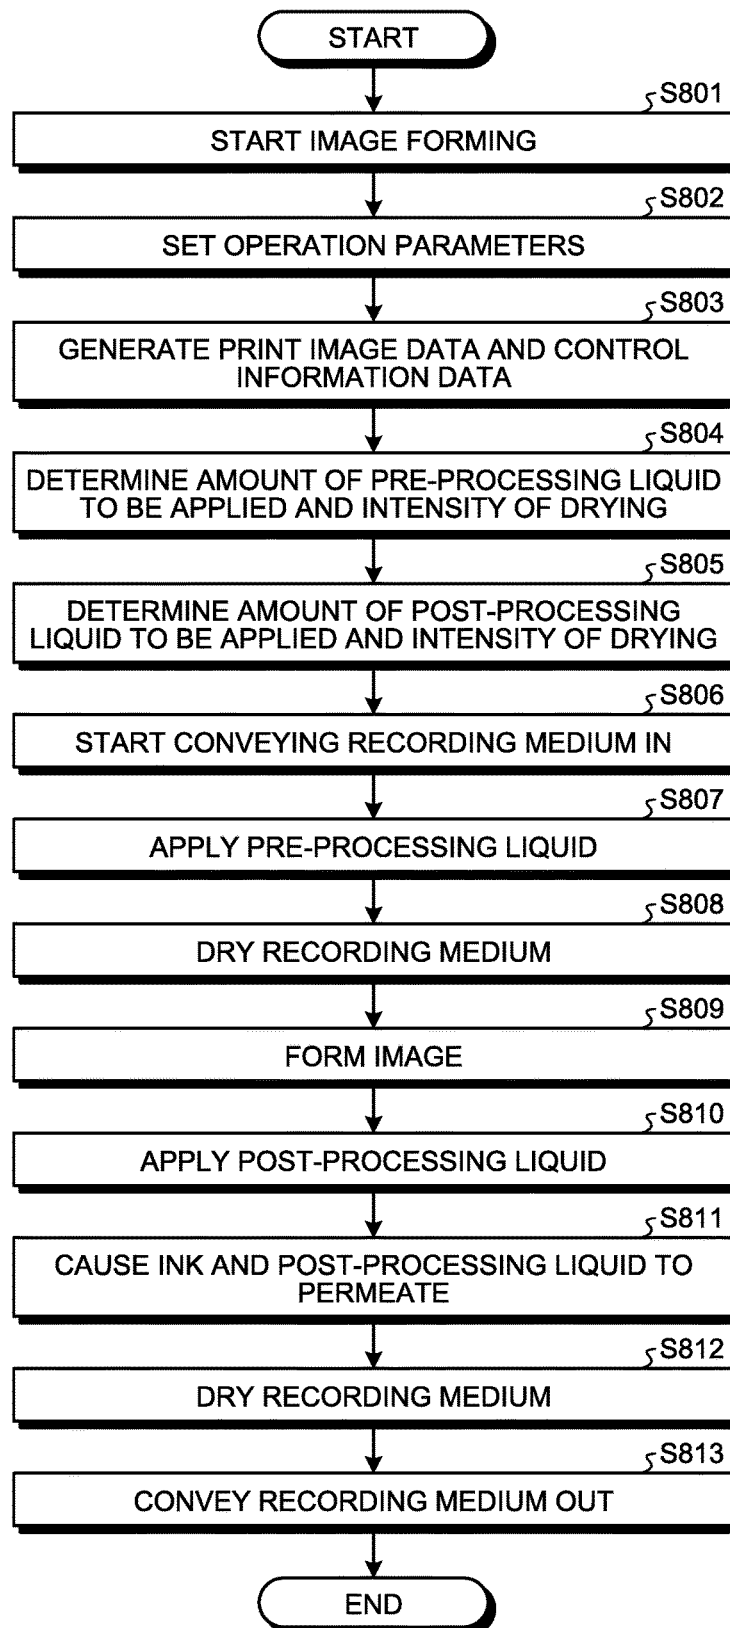 START
S801
START IMAGE FORMING
S802
SET OPERATION PARAMETERS
S803
GENERATE PRINT IMAGE DATA AND CONTROL
INFORMATION DATA
S804
DETERMINE AMOUNT OF PRE-PROCESSING LIQUID
TO BE APPLIED AND INTENSITY OF DRYING
S805
DETERMINE AMOUNT OF POST-PROCESSING
LIQUID TO BE APPLIED AND INTENSITY OF DRYING
S806
START CONVEYING RECORDING MEDIUM IN
S807
APPLY PRE-PROCESSING LIQUID
S808
DRY RECORDING MEDIUM
S809
FORM IMAGE
S810
APPLY POST-PROCESSING LIQUID
S811
CAUSE INK AND POST-PROCESSING LIQUID TO
PERMEATE
S812
DRY RECORDING MEDIUM
S813
CONVEY RECORDING MEDIUM OUT
END